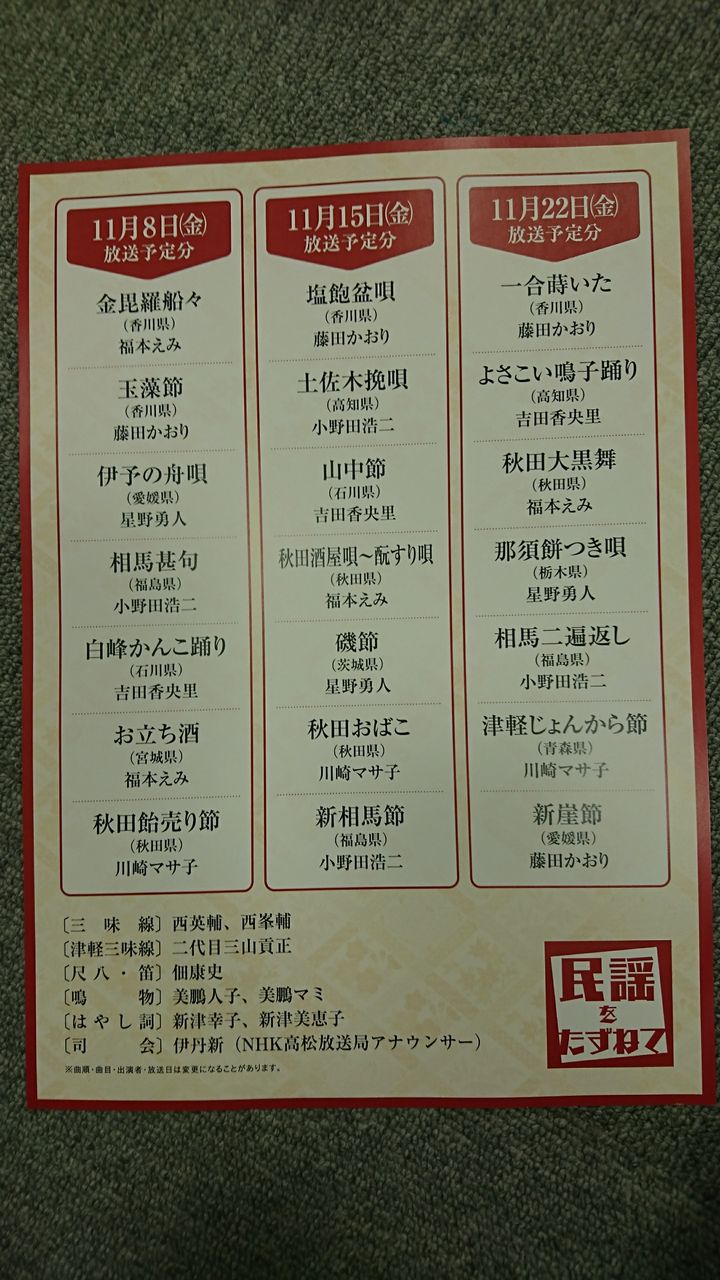 11月8日㈮
放送予定分
金毘羅船々
（香川県）
福本えみ
玉藻節
（香川県）
藤田かおり
伊予の舟唄
（愛媛県）
星野勇人
相馬甚句
（福島県）
小野田浩二
白峰かんこ踊り
（石川県）
吉田香央里
お立ち酒
（宮城県）
福本えみ
秋田飴売り節
（秋田県）
川崎マサ子
11月15日㈮
放送予定分
塩飽盆唄
（香川県）
藤田かおり
土佐木挽唄
（高知県）
小野田浩二
山中節
（石川県）
吉田香央里
秋田酒屋唄～酛すり唄
（秋田県）
福本えみ
磯節
（茨城県）
星野勇人
秋田おばこ
（秋田県）
川崎マサ子
新相馬節
（福島県）
小野田浩二
11月22日㈮
放送予定分
一合蒔いた
（香川県）
藤田かおり
よさこい鳴子踊り
（高知県）
吉田香央里
秋田大黒舞
（秋田県）
福本えみ
那須餅つき唄
（栃木県）
星野勇人
相馬二遍返し
（福島県）
小野田浩二
津軽じょんから節
（青森県）
川崎マサ子
新崖節
（愛媛県）
藤田かおり
〔三味線〕西英輔、西峯輔
〔津軽三味線〕二代目三山貢正
〔尺八・笛〕佃康史
〔鳴物〕美鵬人子、美鵬マミ
〔はやし詞〕新津幸子、新津美恵子
〔司会〕伊丹新（NHK高松放送局アナウンサー）
※曲順・曲目・出演者・放送日は変更になることがあります。
民謡
を
たずねて